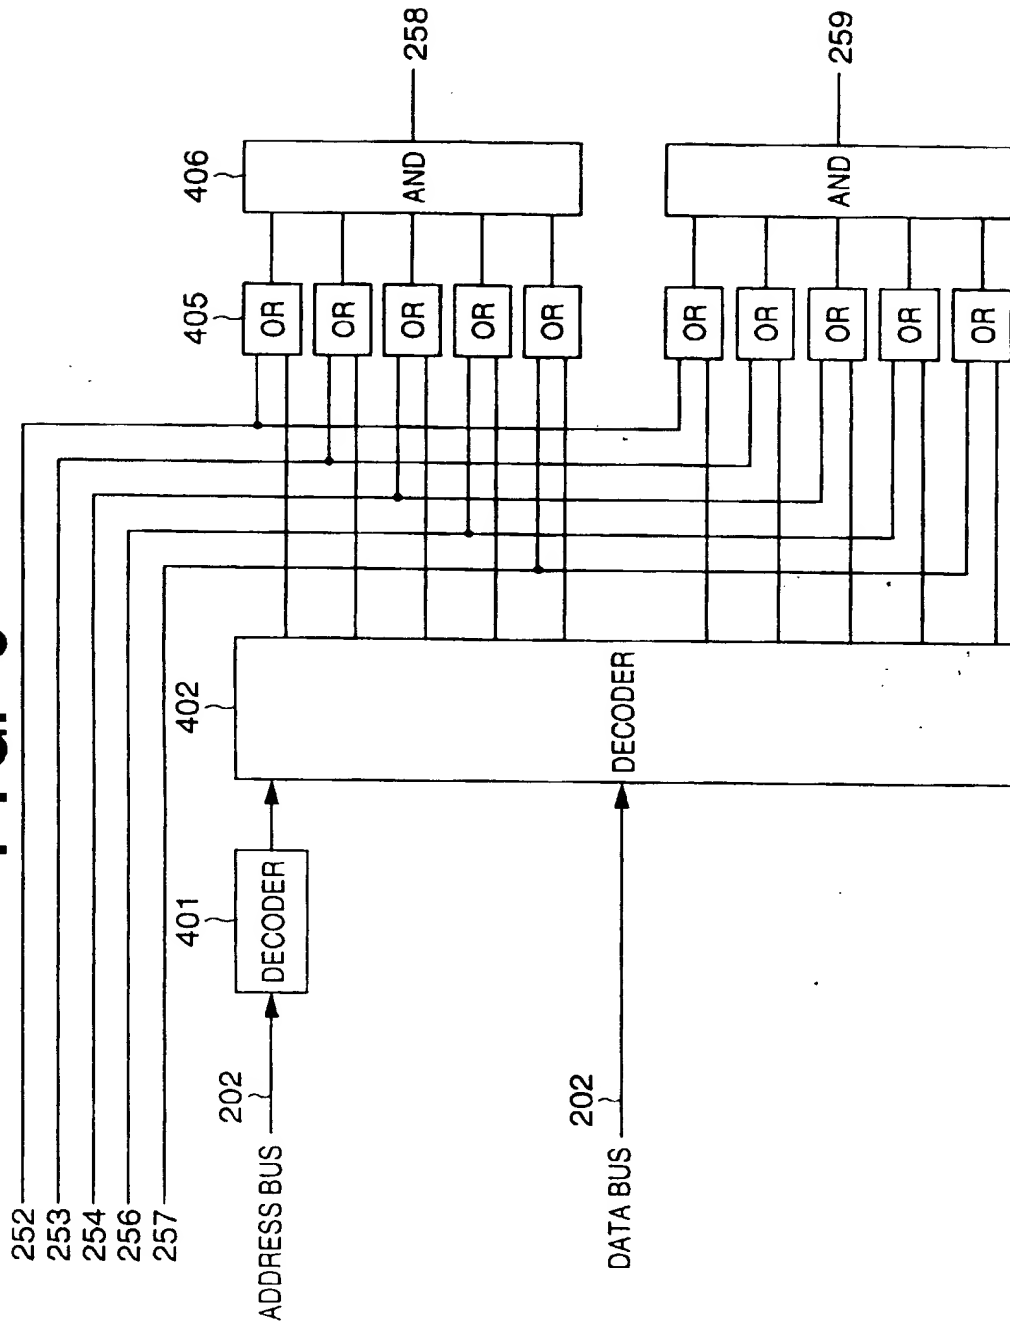 252
253
254
256
257
ADDRESS BUS
202
401
DECODER
DATA BUS
202
402
DECODER
405
OR
OR
OR
OR
OR
406
AND
258
OR
OR
OR
OR
OR
AND
259